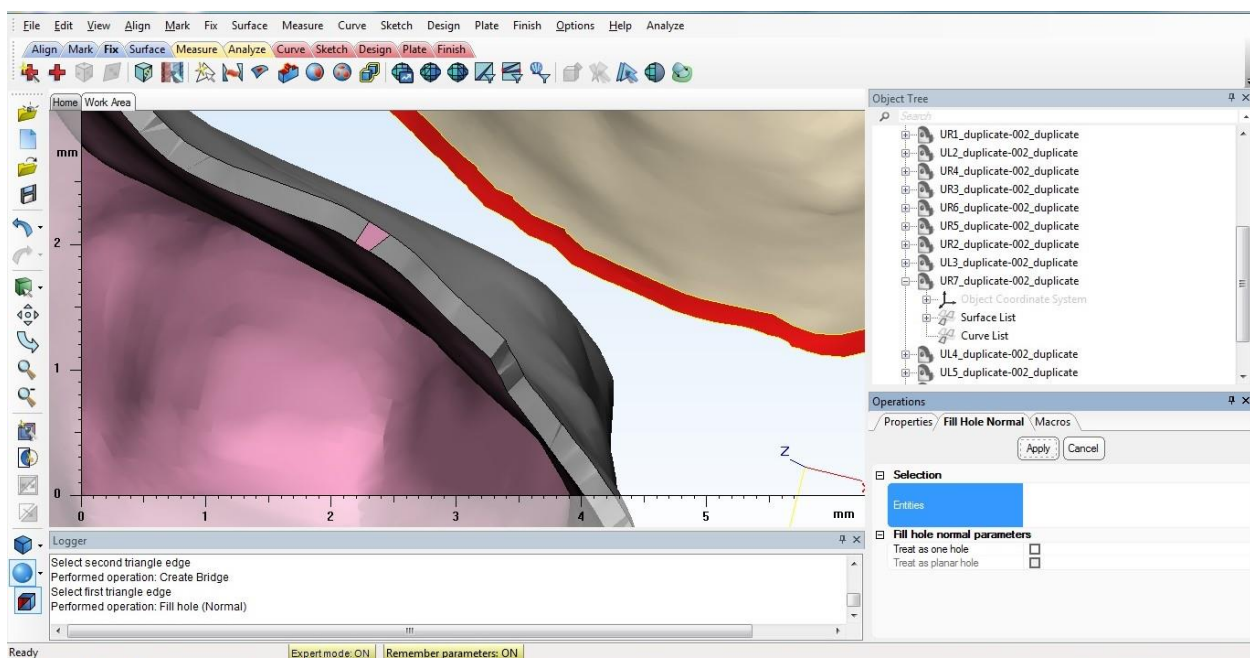 File Edit View Align Mark Fix Surface Measure Curve Sketch Design Plate Finish Options Help Analyze
Align Mark Fix Surface Measure Analyze Curve Sketch Design Plate Finish
Home Work Area
mm
2
1
0
0 1 2 3 4 5 mm
Z
Object Tree
Search
UR1_duplicate-002_duplicate
UL2_duplicate-002_duplicate
UR4_duplicate-002_duplicate
UR3_duplicate-002_duplicate
UR6_duplicate-002_duplicate
UR5_duplicate-002_duplicate
UR2_duplicate-002_duplicate
UL3_duplicate-002_duplicate
UR7_duplicate-002_duplicate
Object Coordinate System
Surface List
Curve List
UL4_duplicate-002_duplicate
UL5_duplicate-002_duplicate
Operations
Properties Fill Hole Normal Macros
Apply Cancel
Selection
Entities
Fill hole normal parameters
Treat as one hole
Treat as planar hole
Logger
Select second triangle edge
Performed operation: Create Bridge
Select first triangle edge
Performed operation: Fill hole (Normal)
Ready Expert mode: ON Remember parameters: ON